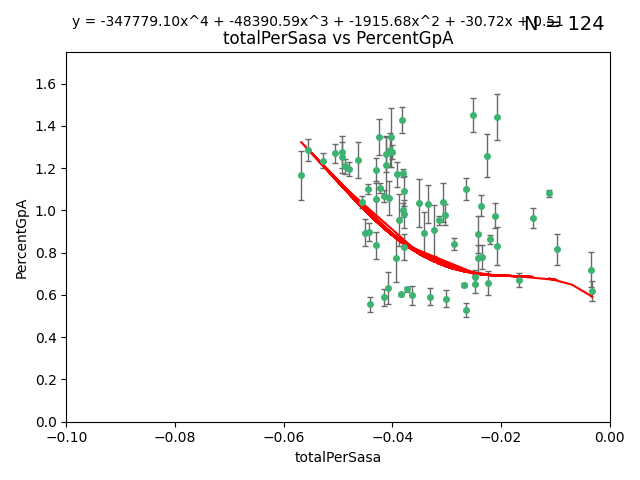 y = -347779.10x^4 + -48390.59x^3 + -1915.68x^2 + -30.72x + 0.51
N = 124
totalPerSasa vs PercentGpA
1.6
1.4
1.2
1.0
0.8
0.6
0.4
0.2
0.0
PercentGpA
−0.10 −0.08 −0.06 −0.04 −0.02 0.00
totalPerSasa